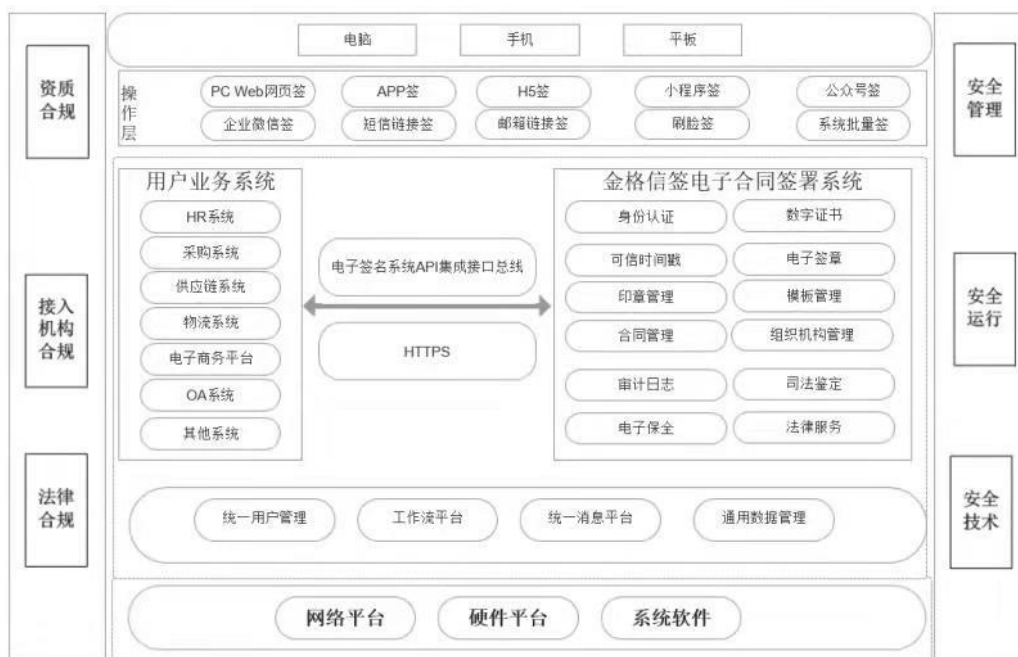 电脑
手机
平板
资质
合规
接入
机构
合规
法律
合规
操
作
层
PC Web网页签
APP签
H5签
小程序签
公众号签
企业微信签
短信链接签
邮箱链接签
刷脸签
系统批量签
用户业务系统
HR系统
采购系统
供应链系统
物流系统
电子商务平台
OA系统
其他系统
电子签名系统API集成接口总线
HTTPS
金格信签电子合同签署系统
身份认证
数字证书
可信时间戳
电子签章
印章管理
模板管理
合同管理
组织机构管理
审计日志
司法鉴定
电子保全
法律服务
统一用户管理
工作流平台
统一消息平台
通用数据管理
网络平台
硬件平台
系统软件
安全
管理
安全
运行
安全
技术